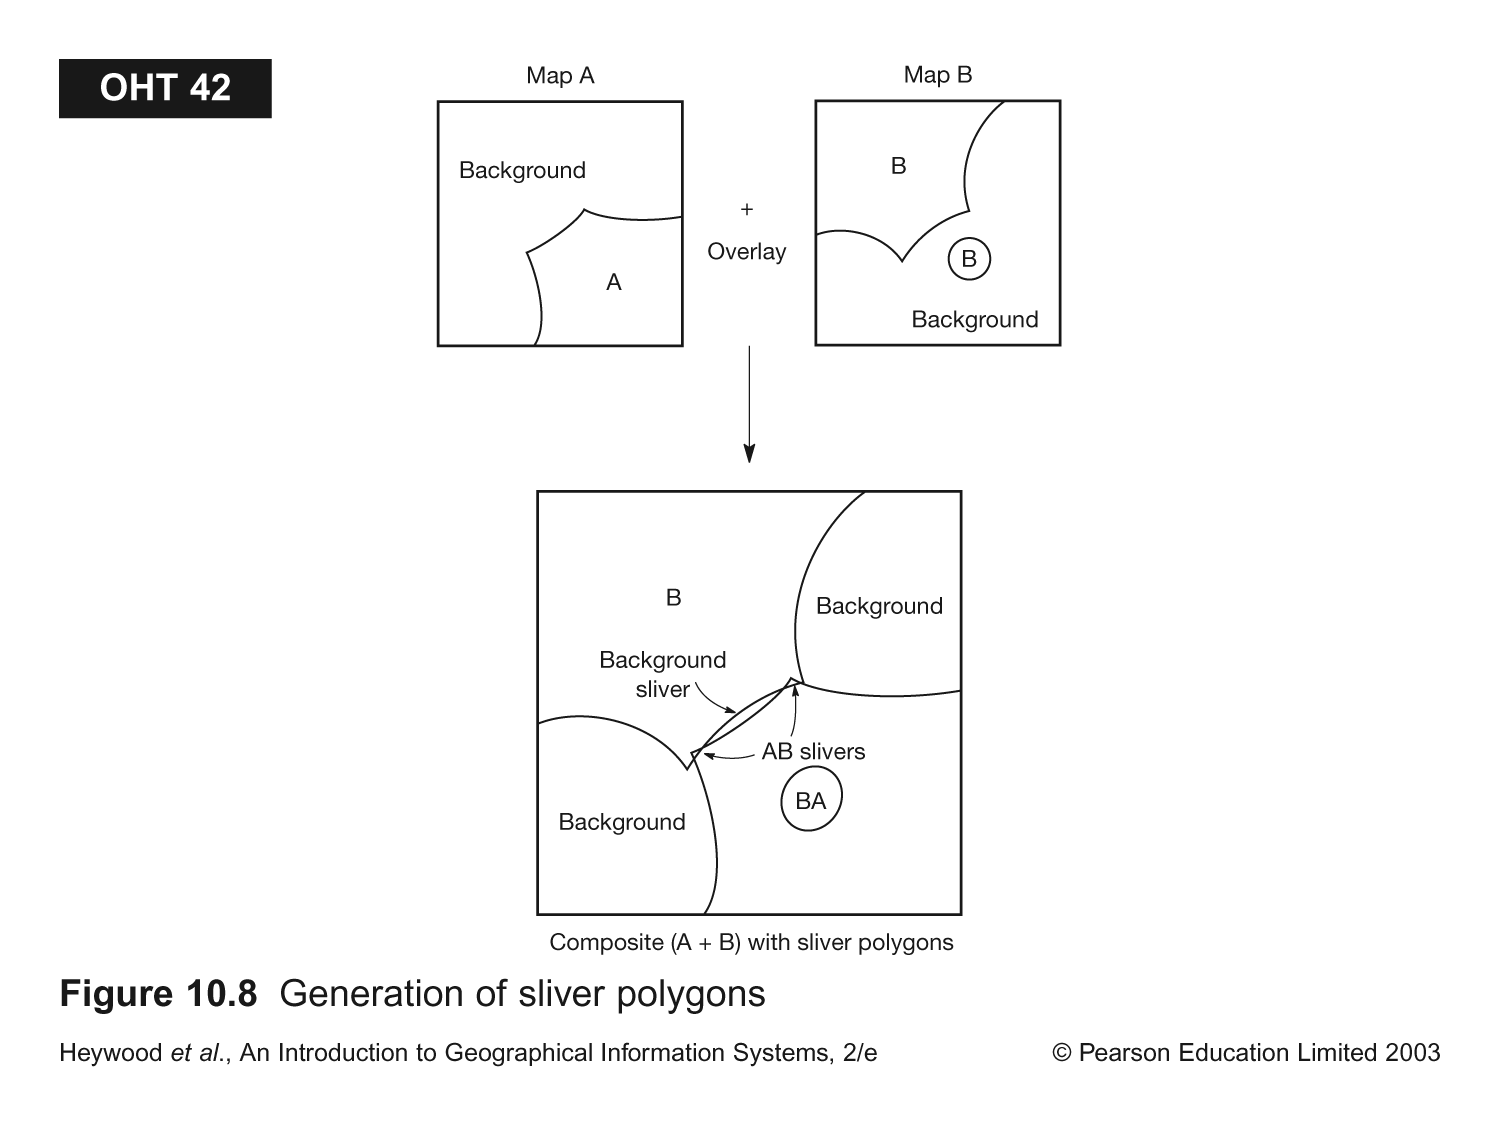 OHT 42
Map A
Map B
Background
A
+
Overlay
B
B
Background
B
Background
Background
sliver
AB slivers
BA
Background
Composite (A + B) with sliver polygons
Figure 10.8 Generation of sliver polygons
Heywood et al., An Introduction to Geographical Information Systems, 2/e
© Pearson Education Limited 2003